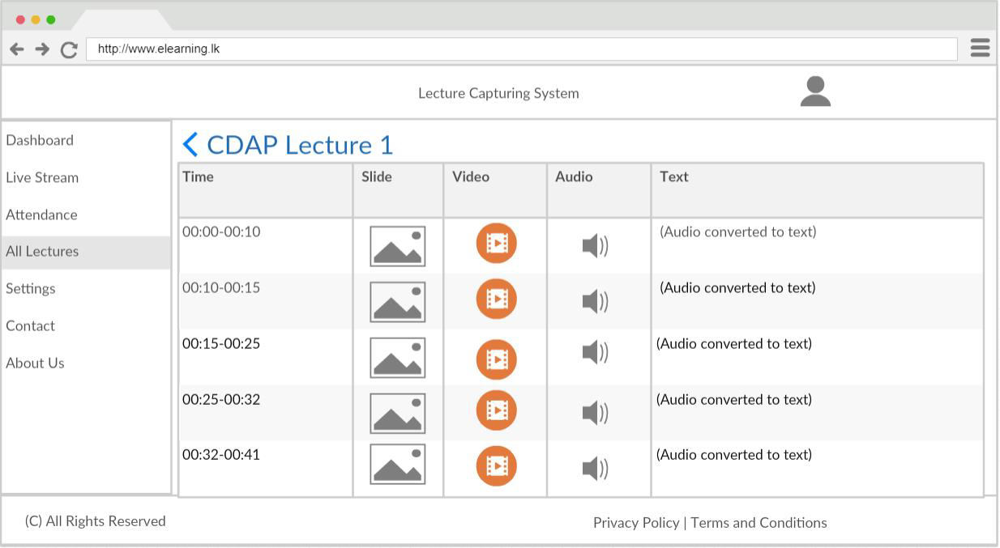 http://www.elearning.lk
Lecture Capturing System
Dashboard
Live Stream
Attendance
All Lectures
Settings
Contact
About Us
CDAP Lecture 1
Time Slide Video Audio Text
00:00-00:10 (Audio converted to text)
00:10-00:15 (Audio converted to text)
00:15-00:25 (Audio converted to text)
00:25-00:32 (Audio converted to text)
00:32-00:41 (Audio converted to text)
(C) All Rights Reserved
Privacy Policy | Terms and Conditions